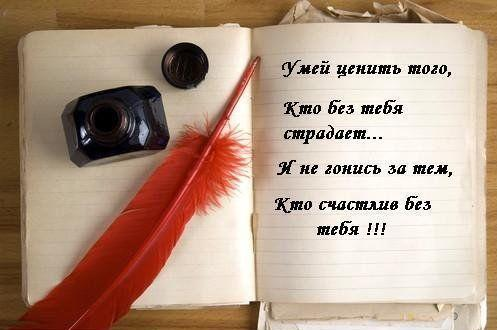 Умей ценить того,
Кто без тебя
страдает...
И не гонись за тем,
Кто счастлив без
тебя !!!